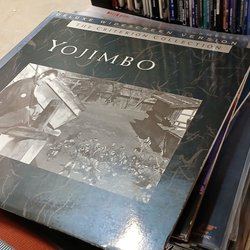 DELUXE WIDESCREEN VERSION
THE CRITERION COLLECTION
YOJIMBO